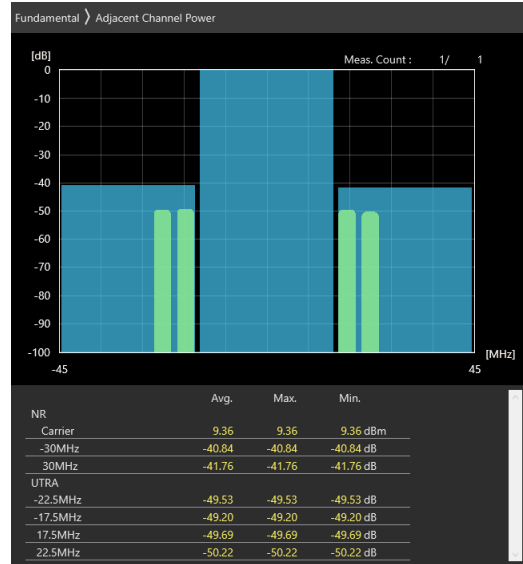 Fundamental 〉 Adjacent Channel Power
[dB]
Meas. Count : 1/ 1
0
-10
-20
-30
-40
-50
-60
-70
-80
-90
-100
[MHz]
-45 45
Avg. Max. Min.
NR
Carrier 9.36 9.36 9.36 dBm
-30MHz -40.84 -40.84 -40.84 dB
30MHz -41.76 -41.76 -41.76 dB
UTRA
-22.5MHz -49.53 -49.53 -49.53 dB
-17.5MHz -49.20 -49.20 -49.20 dB
17.5MHz -49.69 -49.69 -49.69 dB
22.5MHz -50.22 -50.22 -50.22 dB